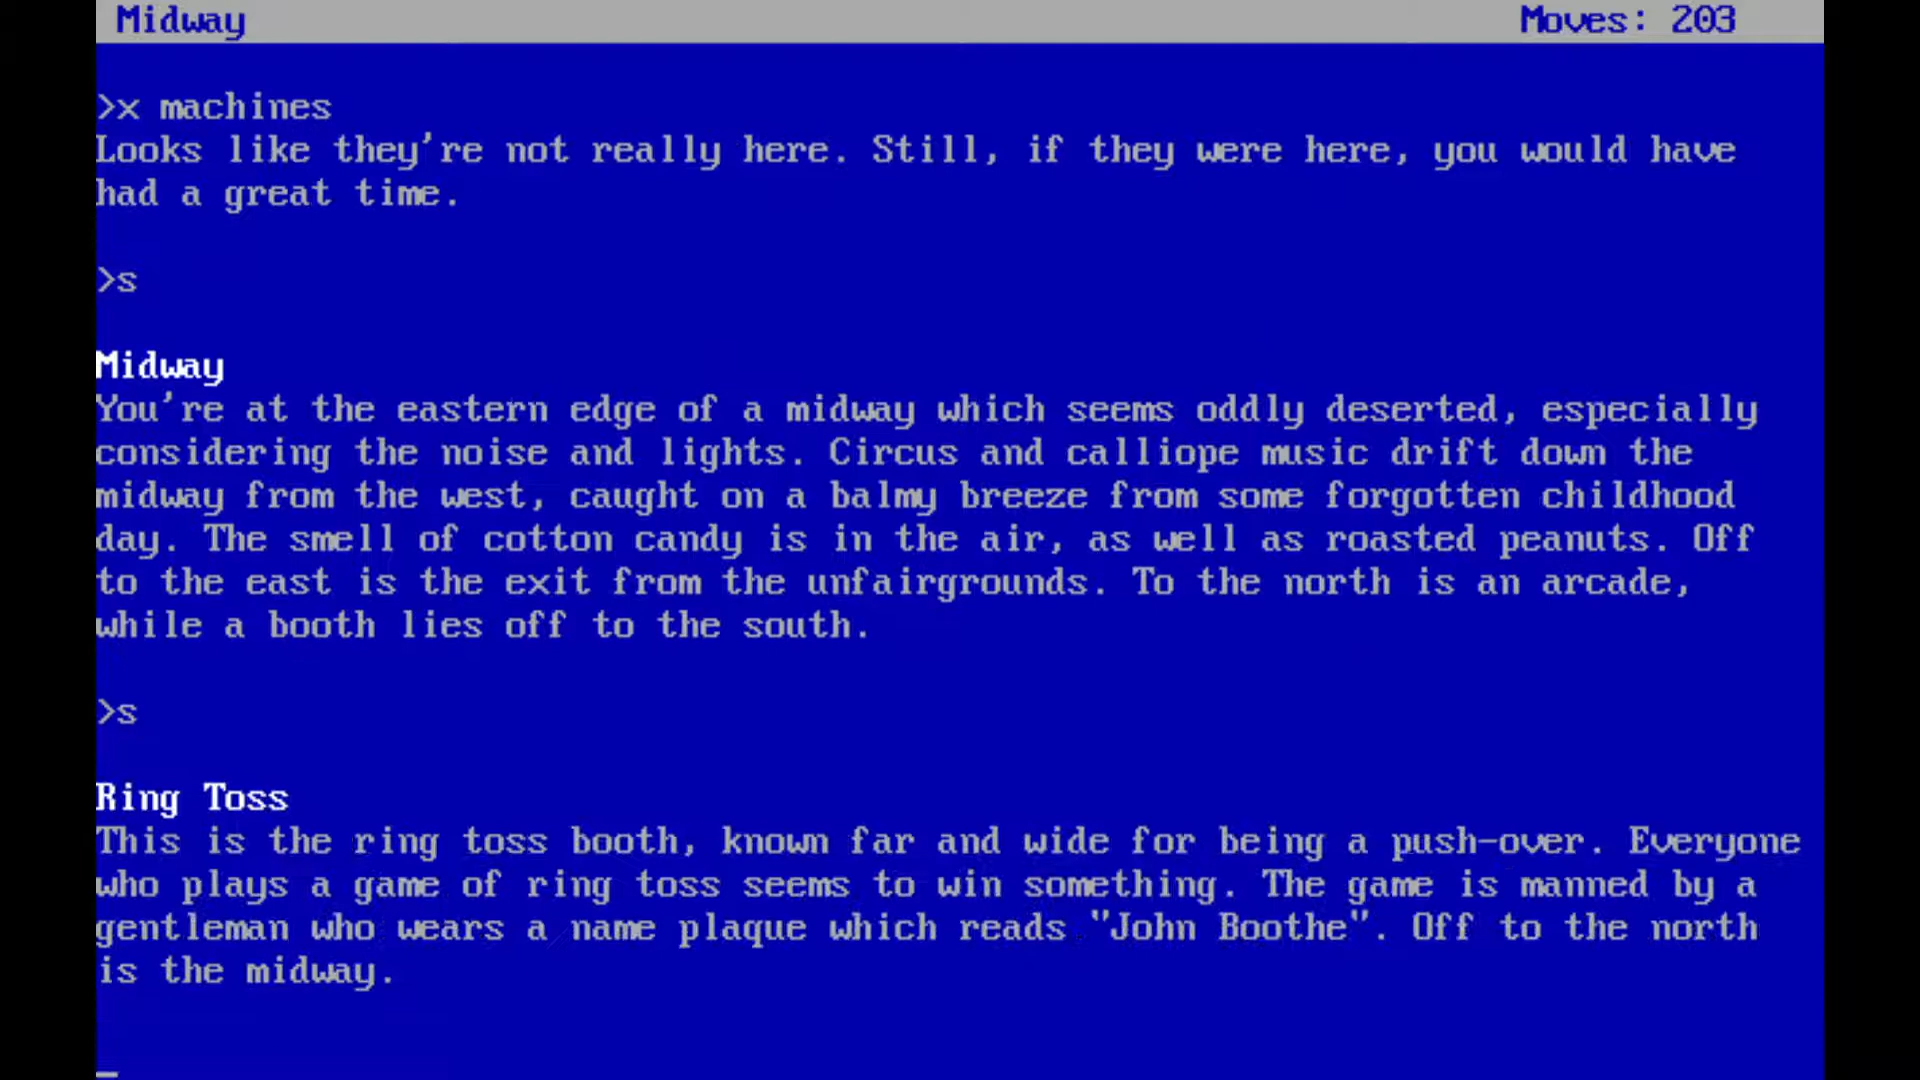 Midway Moves: 203
>x machines
Looks like they're not really here. Still, if they were here, you would have
had a great time.
>s
Midway
You're at the eastern edge of a midway which seems oddly deserted, especially
considering the noise and lights. Circus and calliope music drift down the
midway from the west, caught on a balmy breeze from some forgotten childhood
day. The smell of cotton candy is in the air, as well as roasted peanuts. Off
to the east is the exit from the unfairgrounds. To the north is an arcade,
while a booth lies off to the south.
>s
Ring Toss
This is the ring toss booth, known far and wide for being a push-over. Everyone
who plays a game of ring toss seems to win something. The game is manned by a
gentleman who wears a name plaque which reads "John Boothe". Off to the north
is the midway.